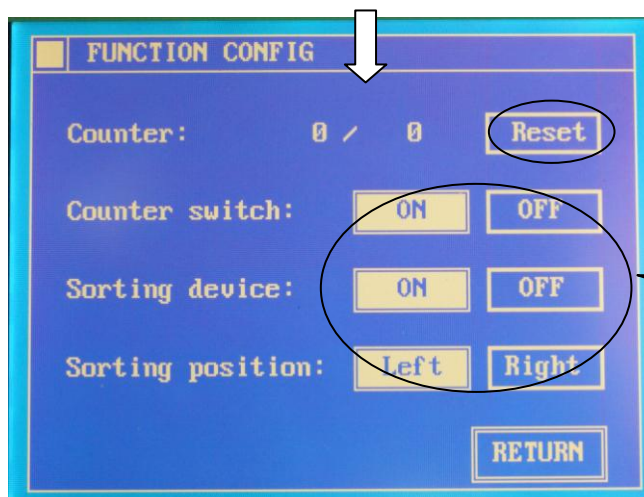 FUNCTION CONFIG
Counter: 0 / 0 Reset
Counter switch: ON OFF
Sorting device: ON OFF
Sorting position: Left Right
RETURN